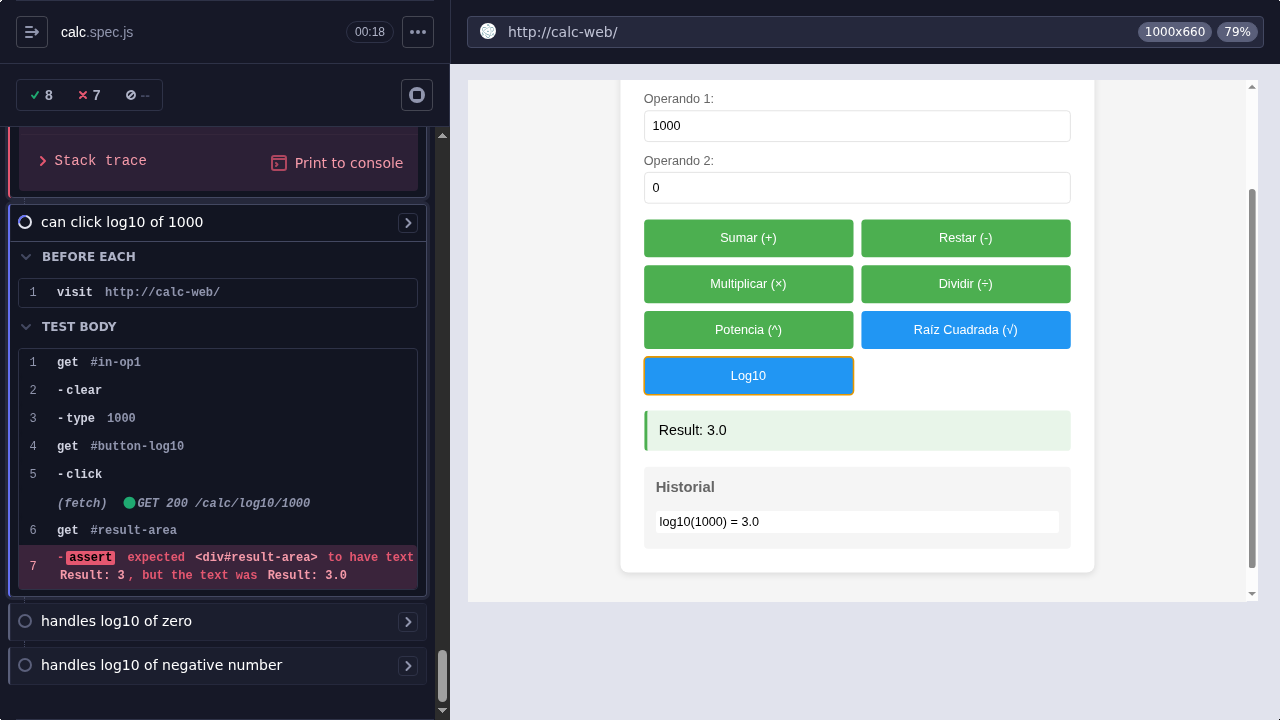 calc.spec.js
00:18
8
7
--
Stack trace
Print to console
can click log10 of 1000
BEFORE EACH
1 visit http://calc-web/
TEST BODY
1 get #in-op1
2 -clear
3 -type 1000
4 get #button-log10
5 -click
(fetch) GET 200 /calc/log10/1000
6 get #result-area
7 -assert expected <div#result-area> to have text
Result: 3, but the text was Result: 3.0
handles log10 of zero
handles log10 of negative number
http://calc-web/
1000x660
79%
Operando 1:
1000
Operando 2:
0
Sumar (+)
Restar (-)
Multiplicar (×)
Dividir (÷)
Potencia (^)
Raíz Cuadrada (√)
Log10
Result: 3.0
Historial
log10(1000) = 3.0